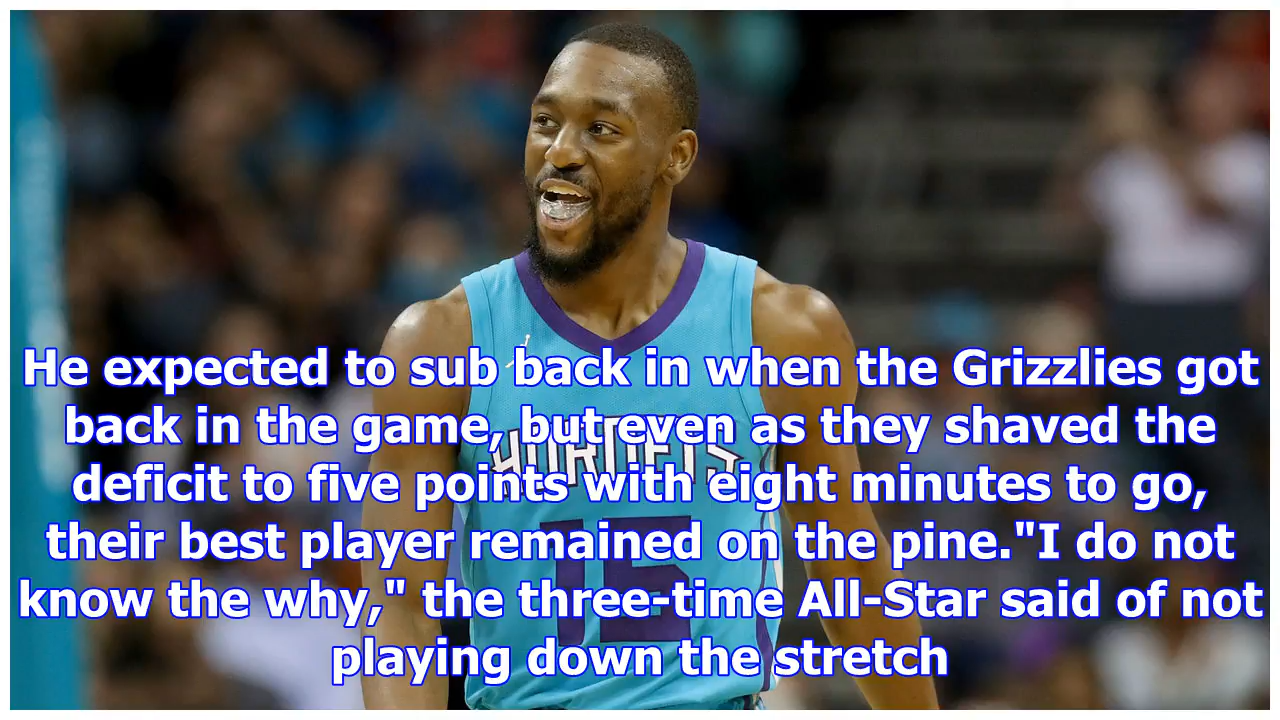 He expected to sub back in when the Grizzlies got
back in the game, but even as they shaved the
deficit to five points with eight minutes to go,
their best player remained on the pine."I do not
know the why," the three-time All-Star said of not
playing down the stretch
HORNETS
15